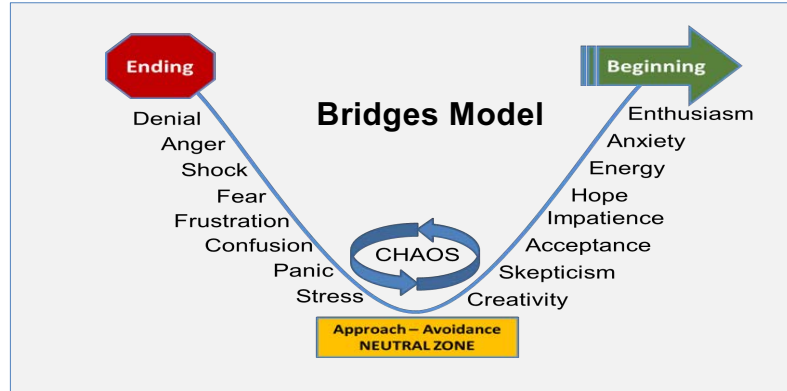 Ending
Beginning
Bridges Model
Denial
Anger
Shock
Fear
Frustration
Confusion
Panic
Stress
CHAOS
Enthusiasm
Anxiety
Energy
Hope
Impatience
Acceptance
Skepticism
Creativity
Approach – Avoidance
NEUTRAL ZONE